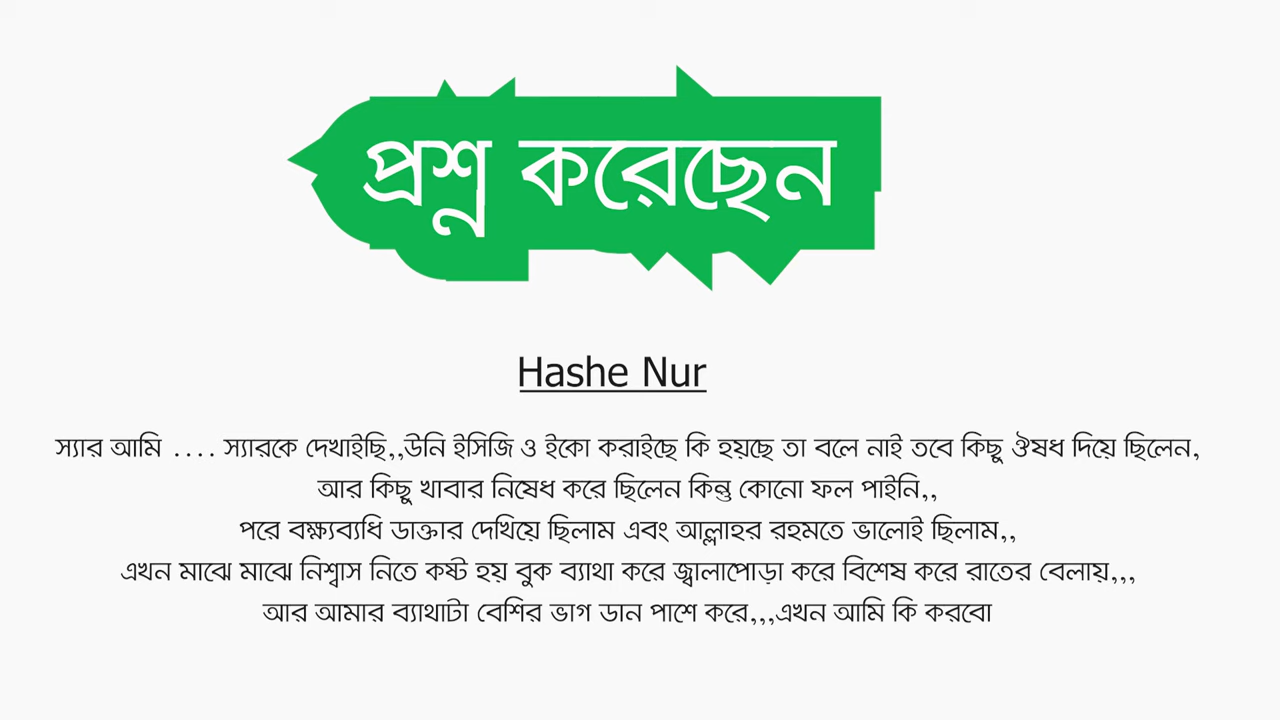 প্রশ্ন করেছেন
Hashe Nur
স্যার আমি .... স্যারকে দেখাইছি,,উনি ইসিজি ও ইকো করাইছে কি হয়ছে তা বলে নাই তবে কিছু ঔষধ দিয়ে ছিলেন,
আর কিছু খাবার নিষেধ করে ছিলেন কিন্তু কোনো ফল পাইনি,,
পরে বক্ষ্যব্যধি ডাক্তার দেখিয়ে ছিলাম এবং আল্লাহর রহমতে ভালোই ছিলাম,,
এখন মাঝে মাঝে নিশ্বাস নিতে কষ্ট হয় বুক ব্যাথা করে জ্বালাপোড়া করে বিশেষ করে রাতের বেলায়,,,
আর আমার ব্যাথাটা বেশির ভাগ ডান পাশে করে,,,এখন আমি কি করবো